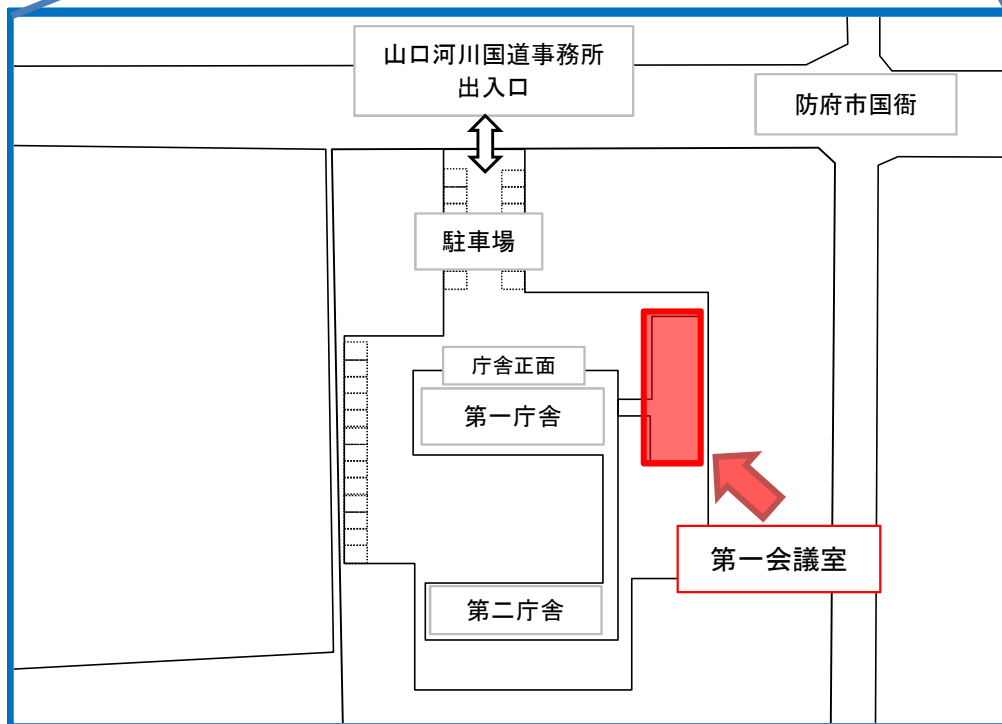 山口河川国道事務所
出入口
防府市国衙
駐車場
庁舎正面
第一庁舎
第一会議室
第二庁舎